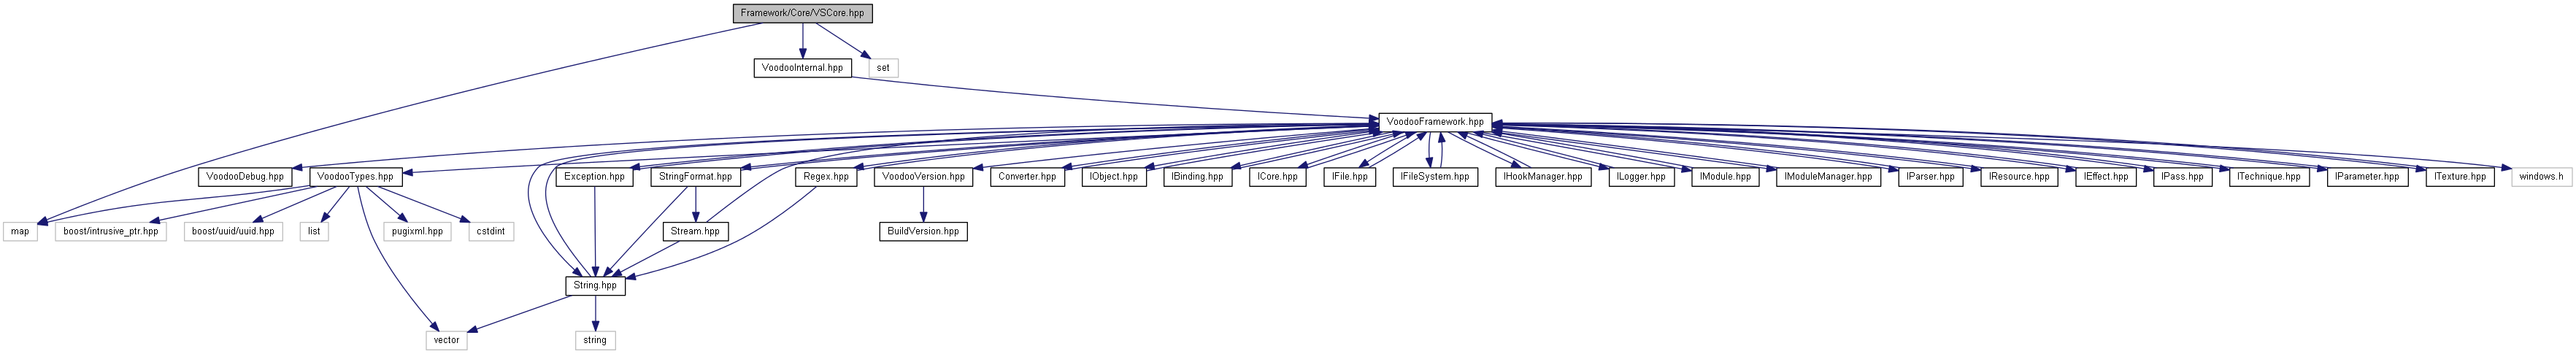 Framework/Core/VSCore.hpp
VoodooInternal.hpp
set
VoodooFramework.hpp
VoodooDebug.hpp
VoodooTypes.hpp
Exception.hpp
StringFormat.hpp
Regex.hpp
VoodooVersion.hpp
Converter.hpp
IObject.hpp
IBinding.hpp
ICore.hpp
IFile.hpp
IFileSystem.hpp
IHookManager.hpp
ILogger.hpp
IModule.hpp
IModuleManager.hpp
IParser.hpp
IResource.hpp
IEffect.hpp
IPass.hpp
ITechnique.hpp
IParameter.hpp
ITexture.hpp
windows.h
map
boost/intrusive_ptr.hpp
boost/uuid/uuid.hpp
list
pugixml.hpp
cstdint
Stream.hpp
BuildVersion.hpp
String.hpp
vector
string